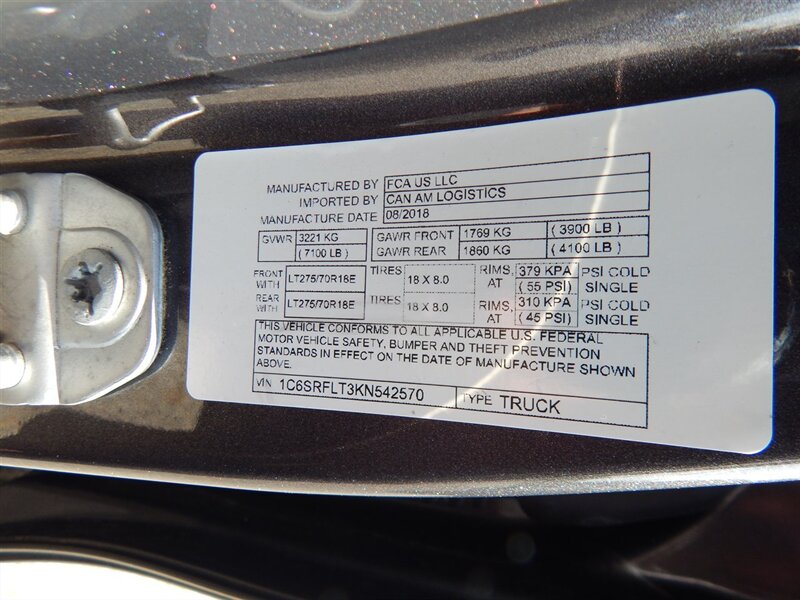 MANUFACTURED BY FCA US LLC
IMPORTED BY CAN AM LOGISTICS
MANUFACTURE DATE 08/2018
GVWR 3221 KG GAWR FRONT 1769 KG ( 3900 LB )
( 7100 LB ) GAWR REAR 1860 KG ( 4100 LB )
FRONT WITH LT275/70R18E TIRES 18 X 8.0 RIMS, AT 379 KPA ( 55 PSI) PSI COLD SINGLE
REAR WITH LT275/70R18E TIRES 18 X 8.0 RIMS, AT 310 KPA ( 45 PSI) PSI COLD SINGLE
THIS VEHICLE CONFORMS TO ALL APPLICABLE U.S. FEDERAL
MOTOR VEHICLE SAFETY, BUMPER AND THEFT PREVENTION
STANDARDS IN EFFECT ON THE DATE OF MANUFACTURE SHOWN
ABOVE.
VIN 1C6SRFLT3KN542570 TYPE TRUCK